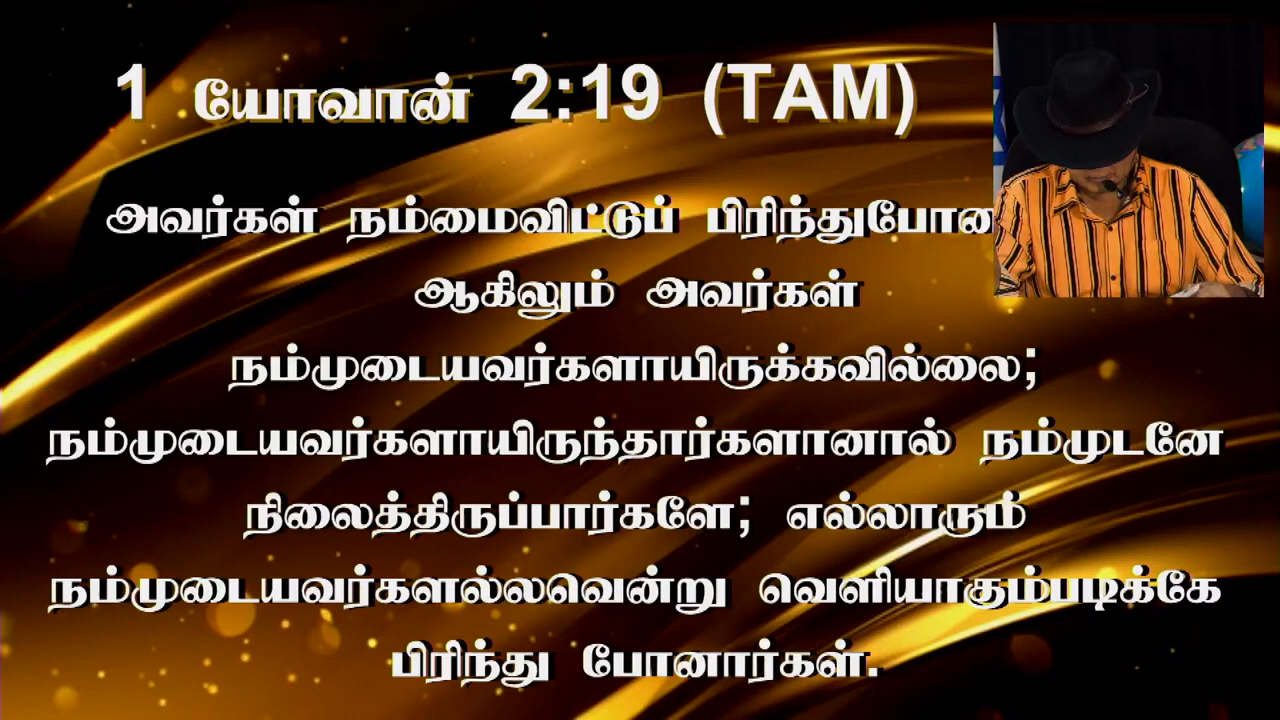 1 யோவான் 2:19 (TAM)
அவர்கள் நம்மைவிட்டுப்
ஆகிலும் அவர்கள்
நம்முடையவர்களாயிருக்கவில்லை;
நம்முடையவர்களாயிருந்தார்களானால் நம்முடனே
நிலைத்திருப்பார்களே; எல்லாரும்
நம்முடையவர்களல்லவென்று வெளியாகும்படிக்கே
பிரிந்து போனார்கள்.